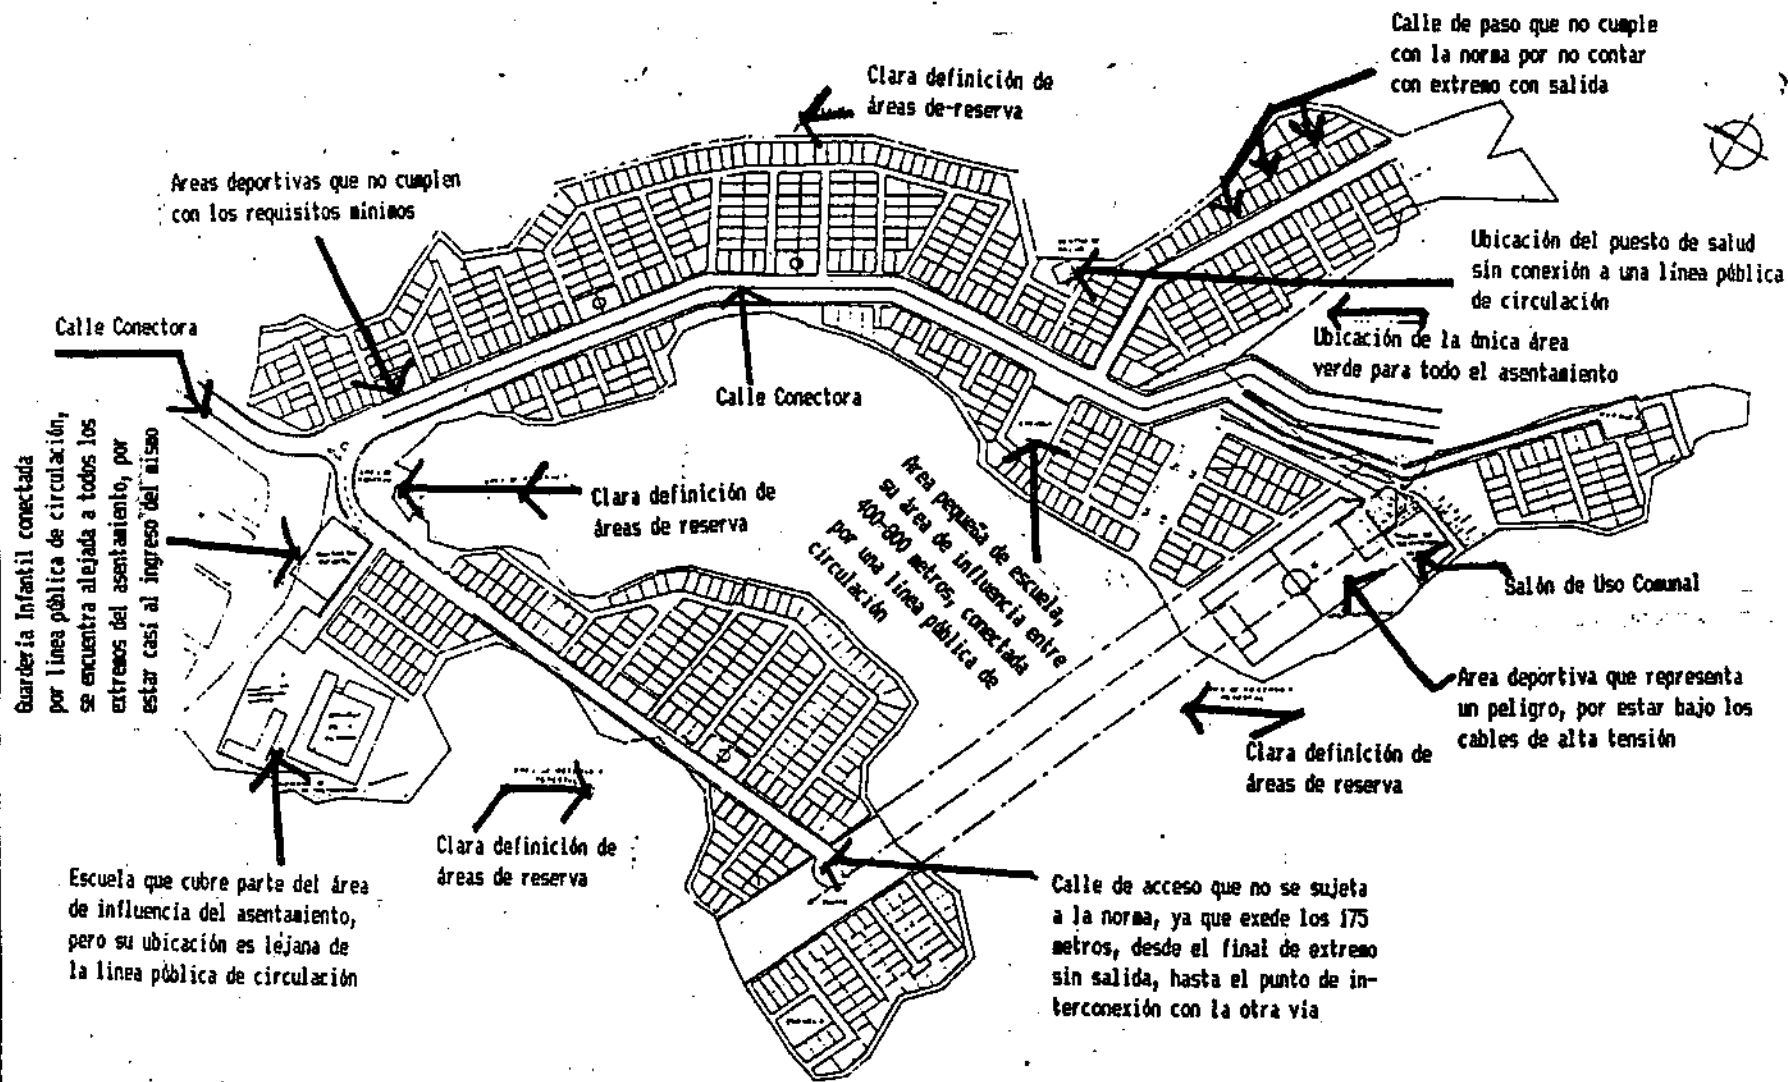 Calle de paso que no cumple
con la norma por no contar
con extremo con salida
Clara definición de
áreas de-reserva
Areas deportivas que no cumplen
con los requisitos mínimos
Ubicación del puesto de salud
sin conexión a una línea pública
de circulación
Calle Conectora
Ubicación de la única área
verde para todo el asentamiento
Calle Conectora
Guardería Infantil conectada
por línea pública de circulación,
se encuentra alejada a todos los
extremos del asentamiento, por
estar casi al ingreso del mismo
Clara definición de
áreas de reserva
Area pequeña de escuela,
su área de influencia entre
400-800 metros, conectada
por una línea pública de
circulación
Salón de Uso Comunal
Area deportiva que representa
un peligro, por estar bajo los
cables de alta tensión
Clara definición de
áreas de reserva
Clara definición de
áreas de reserva
Escuela que cubre parte del área
de influencia del asentamiento,
pero su ubicación es lejana de
la línea pública de circulación
Calle de acceso que no se sujeta
a la norma, ya que exede los 175
metros, desde el final de extremo
sin salida, hasta el punto de in-
terconexión con la otra vía